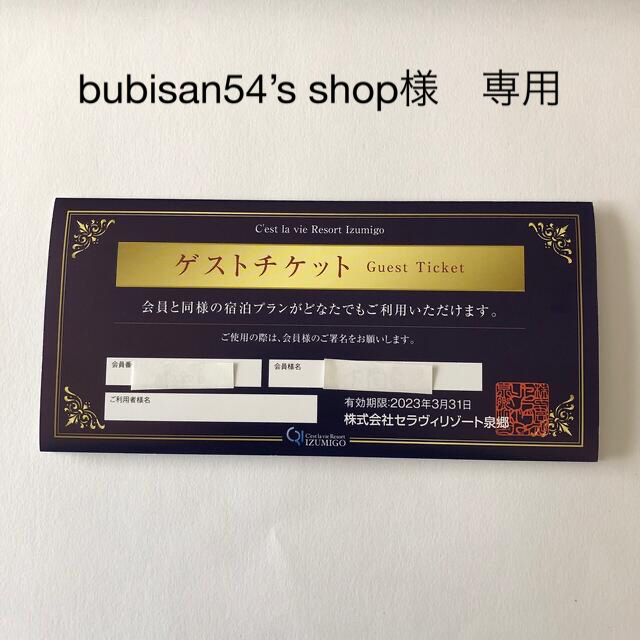 bubisan54’s shop様　専用
C'est la vie Resort Izumigo
ゲストチケット Guest Ticket
会員と同様の宿泊プランがどなたでもご利用いただけます。
ご使用の際は、会員様のご署名をお願いします。
会員番
会員様名
ご利用者様名
有効期限:2023年3月31日
株式会社セラヴィリゾート泉郷
C'est la vie Resort
IZUMIGO